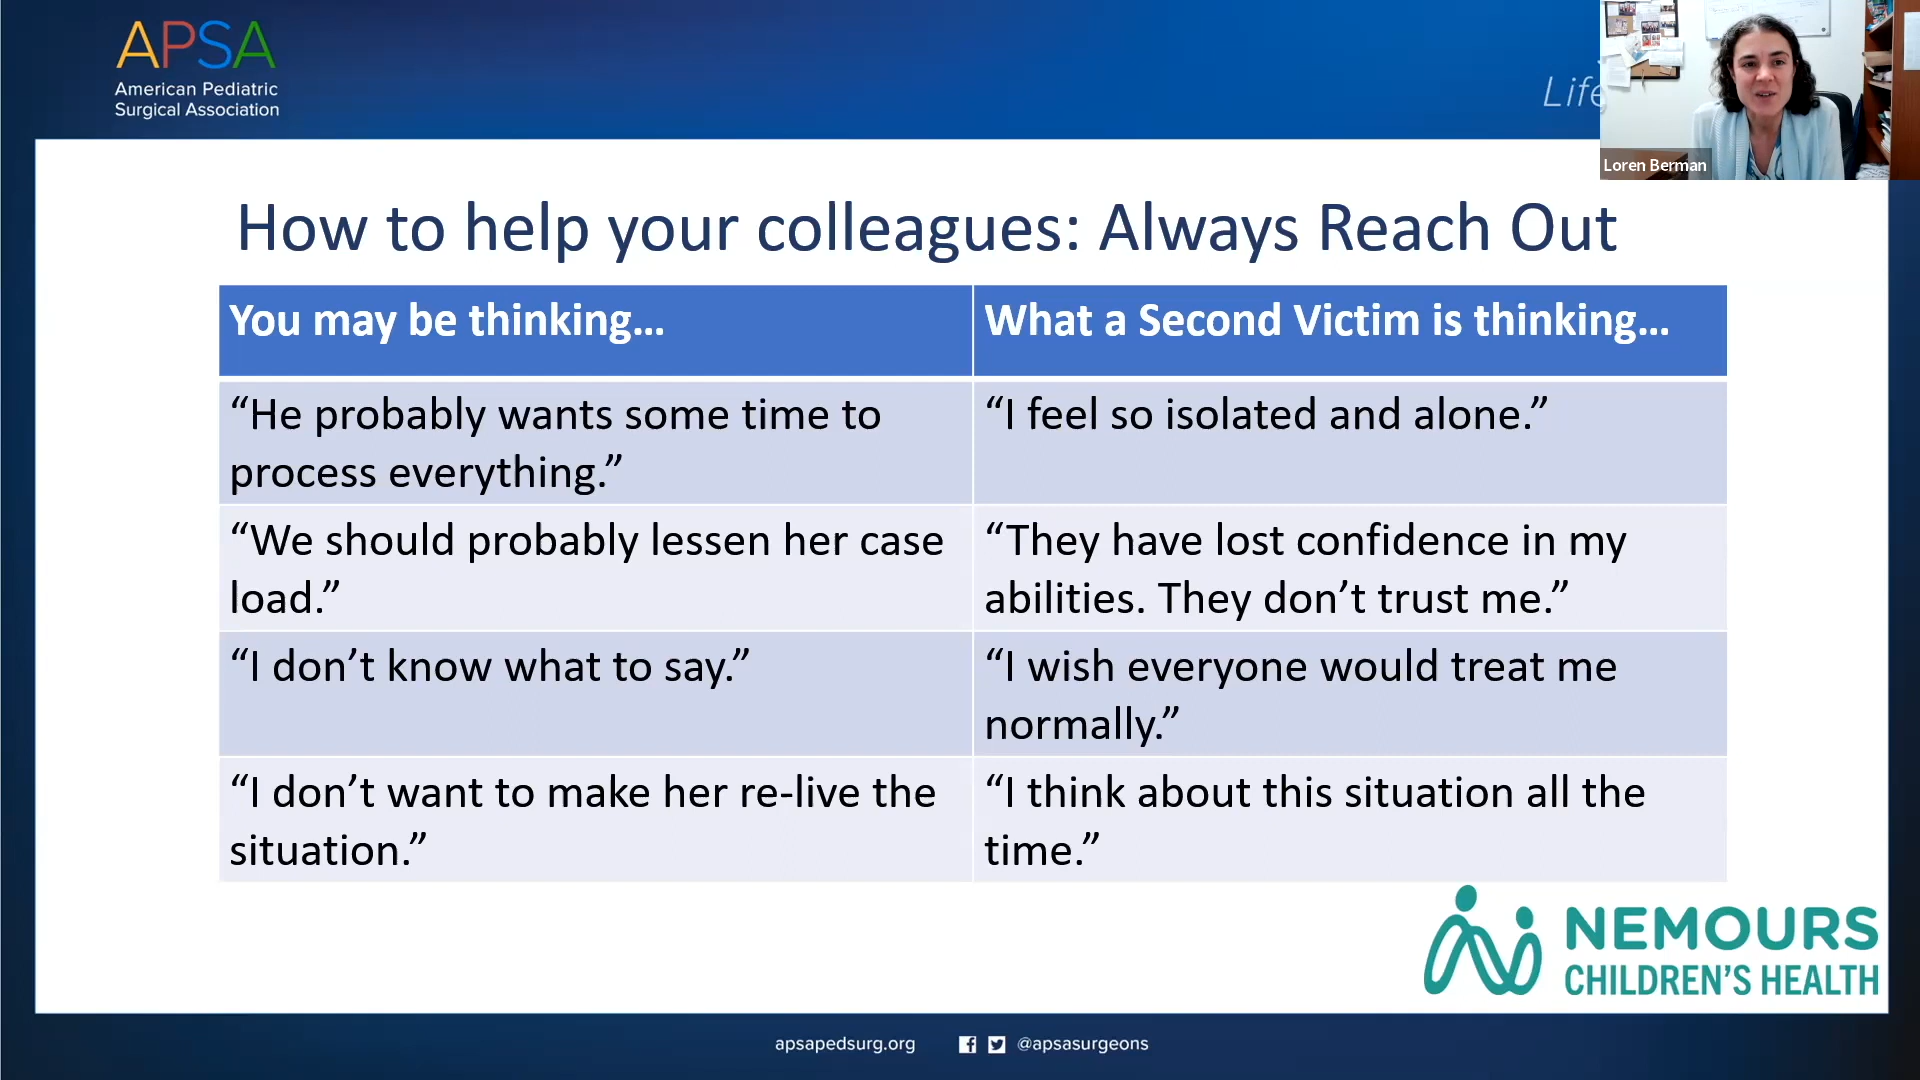 APSA
American Pediatric
Surgical Association
Life
Loren Berman
How to help your colleagues: Always Reach Out
You may be thinking...
What a Second Victim is thinking...
“He probably wants some time to
process everything.”
“I feel so isolated and alone.”
“We should probably lessen her case
load.”
“They have lost confidence in my
abilities. They don’t trust me.”
“I don’t know what to say.”
“I wish everyone would treat me
normally.”
“I don’t want to make her re-live the
situation.”
“I think about this situation all the
time.”
NEMOURS
CHILDREN’S HEALTH
apsapedsurg.org
@apsasurgeons